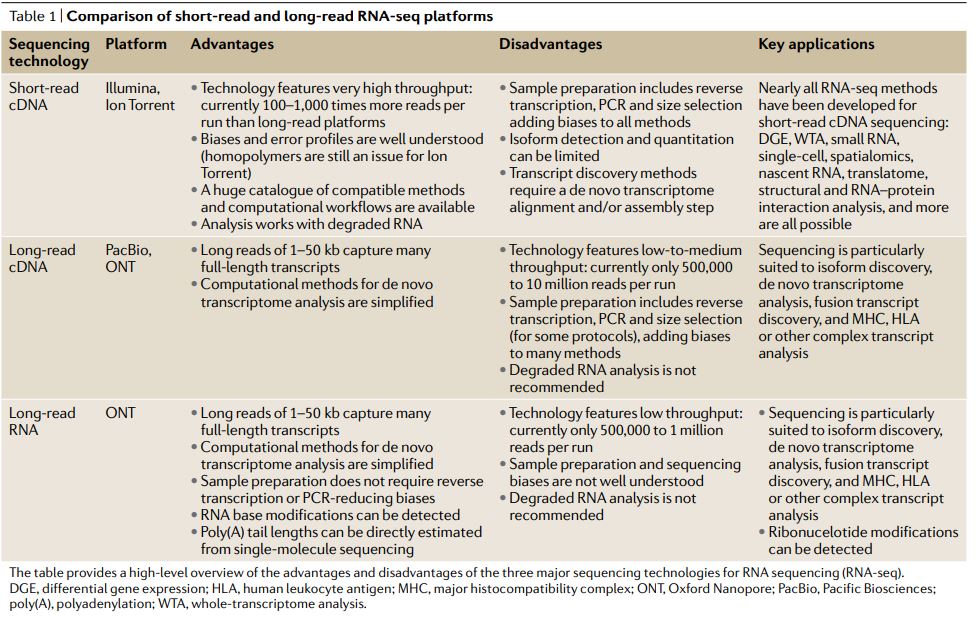 Table 1 | Comparison of short-read and long-read RNA-seq platforms
Sequencing technology
Platform
Advantages
Disadvantages
Key applications
Short-read cDNA
Illumina,
Ion Torrent
• Technology features very high throughput:
currently 100–1,000 times more reads per
run than long-read platforms
• Biases and error profiles are well understood
(homopolymers are still an issue for Ion
Torrent)
• A huge catalogue of compatible methods
and computational workflows are available
• Analysis works with degraded RNA
• Sample preparation includes reverse
transcription, PCR and size selection
adding biases to all methods
• Isoform detection and quantitation
can be limited
• Transcript discovery methods
require a de novo transcriptome
alignment and/or assembly step
Nearly all RNA-seq methods
have been developed for
short-read cDNA sequencing:
DGE, WTA, small RNA,
single-cell, spatialomics,
nascent RNA, translatome,
structural and RNA–protein
interaction analysis, and more
are all possible
Long-read
cDNA
PacBio,
ONT
• Long reads of 1–50 kb capture many
full-length transcripts
• Computational methods for de novo
transcriptome analysis are simplified
• Technology features low-to-medium
throughput: currently only 500,000
to 10 million reads per run
• Sample preparation includes reverse
transcription, PCR and size selection
(for some protocols), adding biases
to many methods
• Degraded RNA analysis is not
recommended
Sequencing is particularly
suited to isoform discovery,
de novo transcriptome
analysis, fusion transcript
discovery, and MHC, HLA
or other complex transcript
analysis
Long-read
RNA
ONT
• Long reads of 1–50 kb capture many
full-length transcripts
• Computational methods for de novo
transcriptome analysis are simplified
• Sample preparation does not require reverse
transcription or PCR-reducing biases
• RNA base modifications can be detected
• Poly(A) tail lengths can be directly estimated
from single-molecule sequencing
• Technology features low throughput:
currently only 500,000 to 1 million
reads per run
• Sample preparation and sequencing
biases are not well understood
• Degraded RNA analysis is not
recommended
• Sequencing is particularly
suited to isoform discovery,
de novo transcriptome
analysis, fusion transcript
discovery, and MHC, HLA
or other complex transcript
analysis
• Ribonucelotide modifications
can be detected
The table provides a high-level overview of the advantages and disadvantages of the three major sequencing technologies for RNA sequencing (RNA-seq).
DGE, differential gene expression; HLA, human leukocyte antigen; MHC, major histocompatibility complex; ONT, Oxford Nanopore; PacBio, Pacific Biosciences;
poly(A), polyadenylation; WTA, whole-transcriptome analysis.